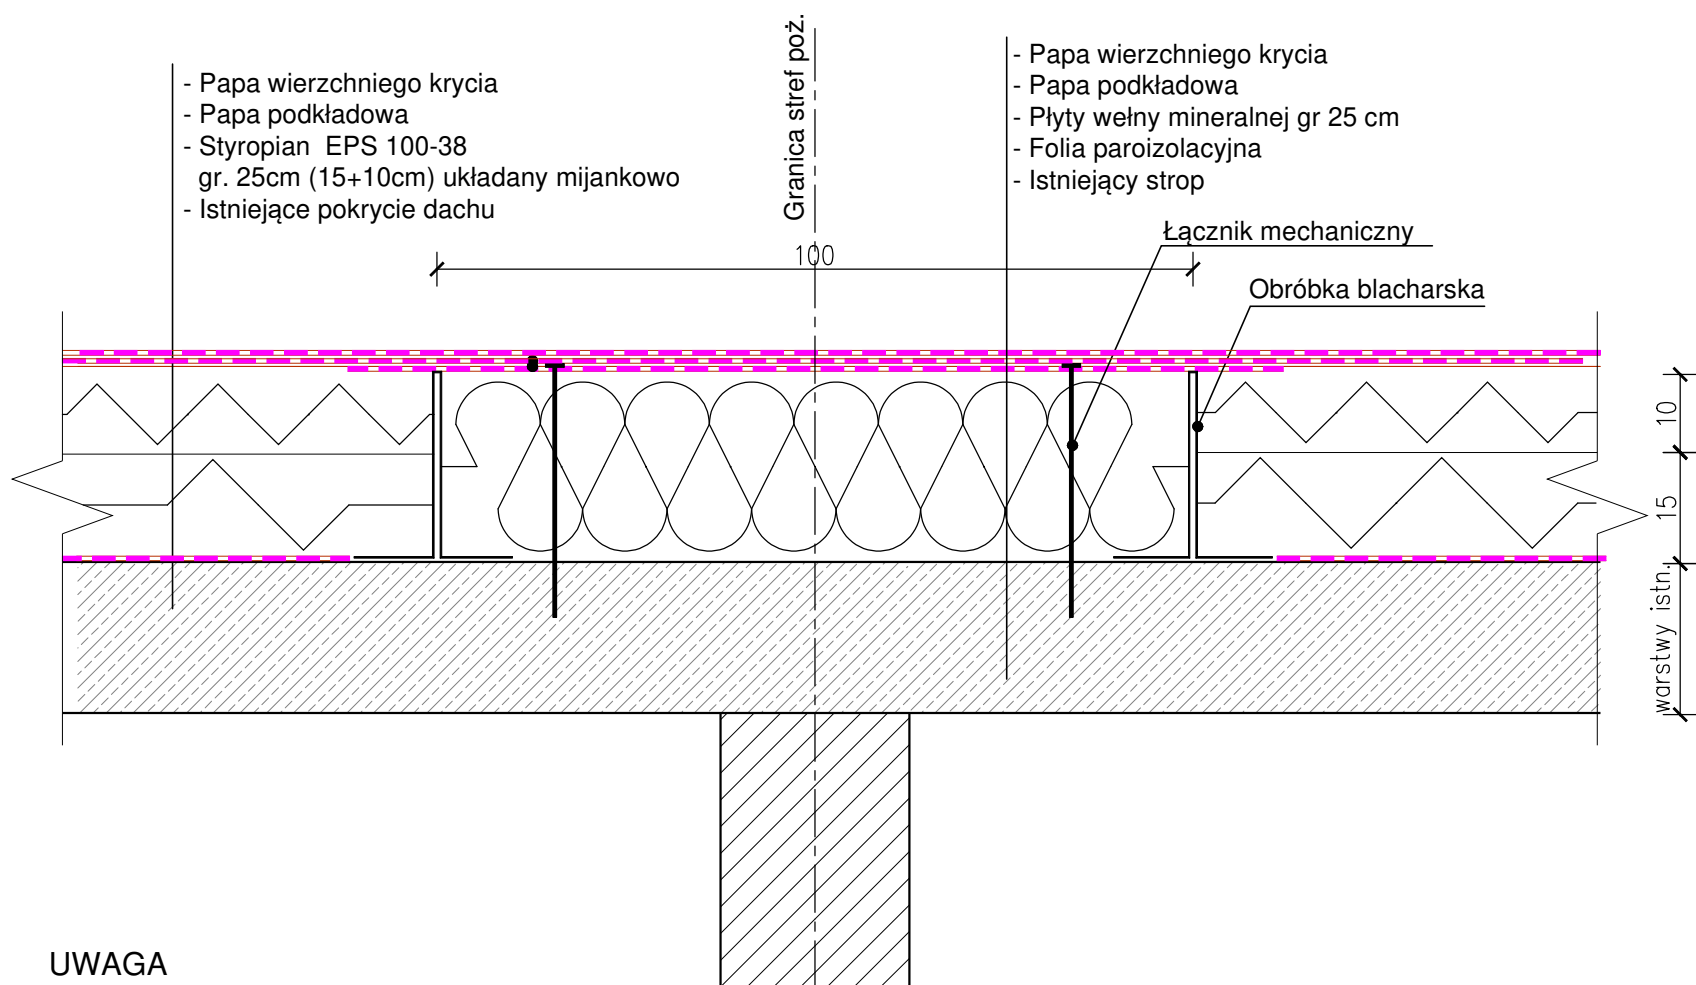 - Papa wierzchniego krycia
- Papa podkładowa
- Styropian EPS 100-38
gr. 25cm (15+10cm) układany mijankowo
- Istniejące pokrycie dachu
Granica stref poż.
- Papa wierzchniego krycia
- Papa podkładowa
- Płyty wełny mineralnej gr 25 cm
- Folia paroizolacyjna
- Istniejący strop
Łącznik mechaniczny
100
Obróbka blacharska
10
15
warstwy istn.
UWAGA